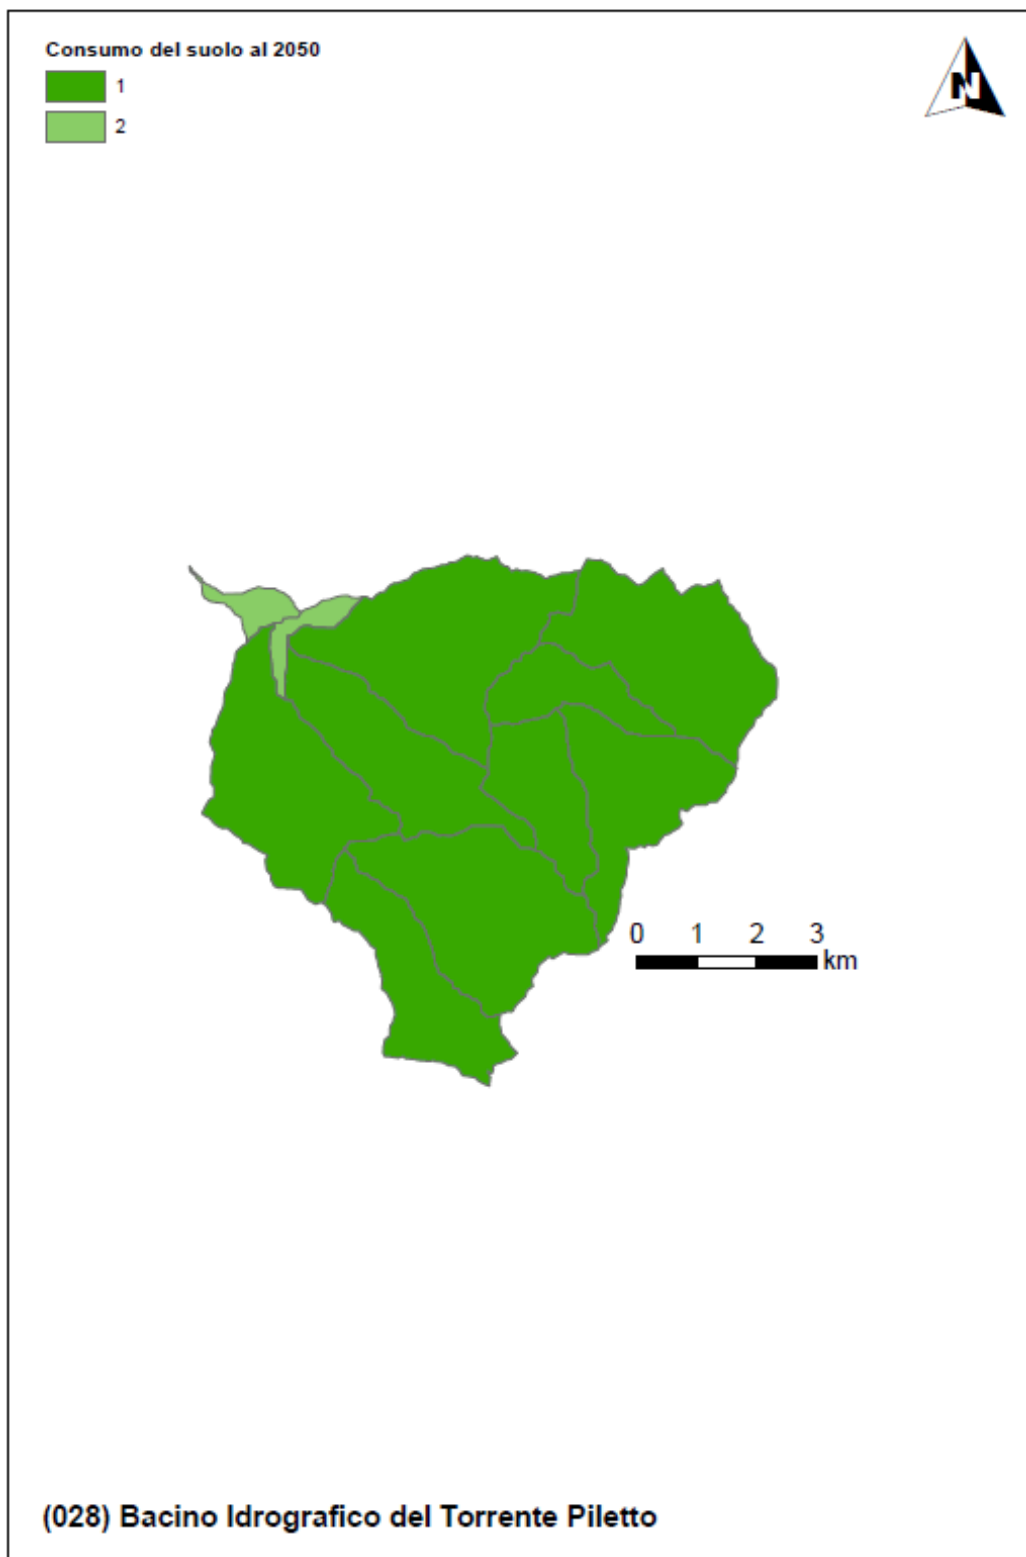 Consumo del suolo al 2050
1
2
N
0 1 2 3
km
(028) Bacino Idrografico del Torrente Piletto